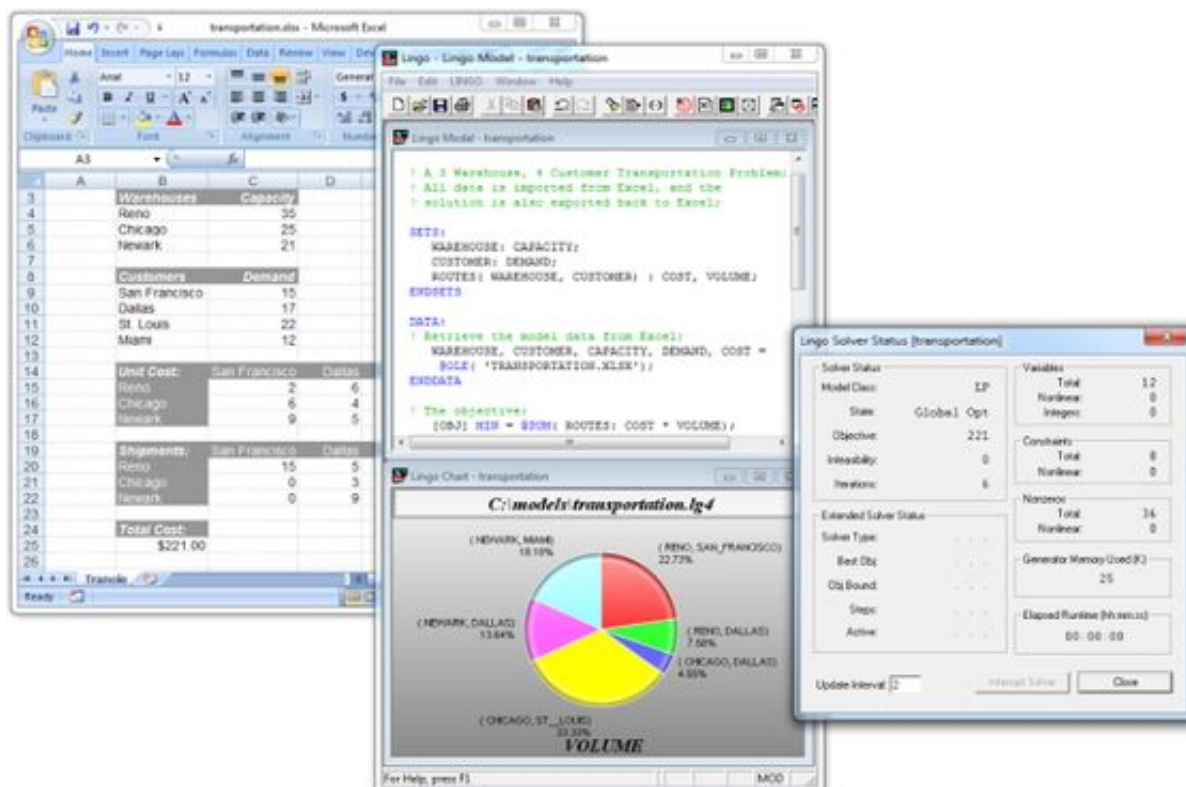 transportation.xlsx - Microsoft Excel
Home Insert Page Layo Formulas Data Review View Dev
Paste
Arial 12
General
Clipboard Font Alignment Number
A3 fx
A B C D
3 Warehouses Capacity
4 Reno 35
5 Chicago 25
6 Newark 21
7
8 Customers Demand
9 San Francisco 15
10 Dallas 17
11 St. Louis 22
12 Miami 12
13
14 Unit Cost: San Francisco Dallas
15 Reno 2 6
16 Chicago 6 4
17 Newark 9 5
18
19 Shipments: San Francisco Dallas
20 Reno 15 5
21 Chicago 0 3
22 Newark 0 9
23
24 Total Cost:
25 $221.00
26
Ready
Lingo - Lingo Model - transportation
File Edit LINGO Window Help
Lingo Model - transportation
! A 3 Warehouse, 4 Customer Transportation Problem;
! All data is imported from Excel, and the
! solution is also exported back to Excel;
SETS:
WAREHOUSE: CAPACITY;
CUSTOMER: DEMAND;
ROUTES( WAREHOUSE, CUSTOMER) : COST, VOLUME;
ENDSETS
DATA:
! Retrieve the model data from Excel;
WAREHOUSE, CUSTOMER, CAPACITY, DEMAND, COST =
@OLE( 'TRANSPORTATION.XLSX');
ENDDATA
! The objective;
[OBJ] MIN = @SUM( ROUTES: COST * VOLUME);
Lingo Chart - transportation
C:\models\transportation.lg4
( NEWARK, MIAMI)
18.18%
( RENO, SAN_FRANCISCO)
22.73%
( NEWARK, DALLAS)
13.64%
( RENO, DALLAS)
7.58%
( CHICAGO, DALLAS)
4.55%
( CHICAGO, ST__LOUIS)
33.33%
VOLUME
For Help, press F1 MOD
Lingo Solver Status [transportation]
Solver Status
Model Class: LP
State: Global Opt
Objective: 221
Infeasibility: 0
Iterations: 6
Extended Solver Status
Solver Type: . . .
Best Obj: . . .
Obj Bound: . . .
Steps: . . .
Active: . . .
Update Interval: 2
Variables
Total: 12
Nonlinear: 0
Integers: 0
Constraints
Total: 8
Nonlinear: 0
Nonzeros
Total: 36
Nonlinear: 0
Generator Memory Used (K)
25
Elapsed Runtime (hh:mm:ss)
00:00:00
Interrupt Solver Close